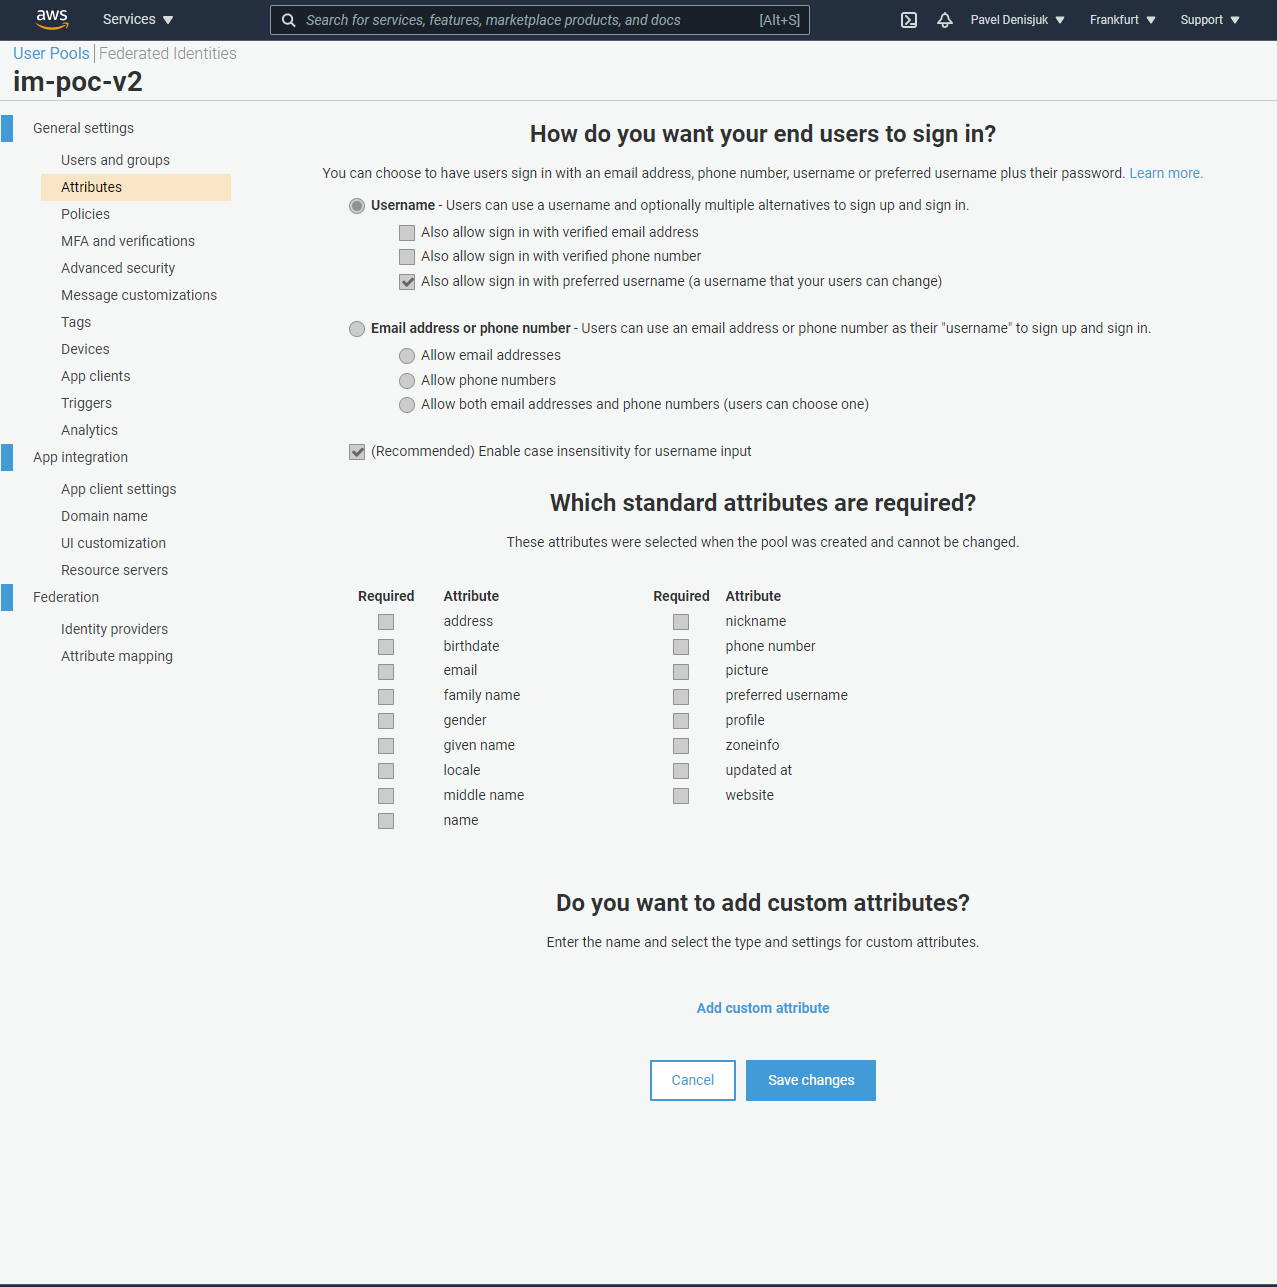 aws
Services
Search for services, features, marketplace products, and docs [Alt+S]
Pavel Denisjuk
Frankfurt
Support
User Pools Federated Identities
im-poc-v2
General settings
Users and groups
Attributes
Policies
MFA and verifications
Advanced security
Message customizations
Tags
Devices
App clients
Triggers
Analytics
App integration
App client settings
Domain name
UI customization
Resource servers
Federation
Identity providers
Attribute mapping
How do you want your end users to sign in?
You can choose to have users sign in with an email address, phone number, username or preferred username plus their password. Learn more.
Username - Users can use a username and optionally multiple alternatives to sign up and sign in.
Also allow sign in with verified email address
Also allow sign in with verified phone number
Also allow sign in with preferred username (a username that your users can change)
Email address or phone number - Users can use an email address or phone number as their "username" to sign up and sign in.
Allow email addresses
Allow phone numbers
Allow both email addresses and phone numbers (users can choose one)
(Recommended) Enable case insensitivity for username input
Which standard attributes are required?
These attributes were selected when the pool was created and cannot be changed.
Required Attribute
address
birthdate
email
family name
gender
given name
locale
middle name
name
Required Attribute
nickname
phone number
picture
preferred username
profile
zoneinfo
updated at
website
Do you want to add custom attributes?
Enter the name and select the type and settings for custom attributes.
Add custom attribute
Cancel
Save changes